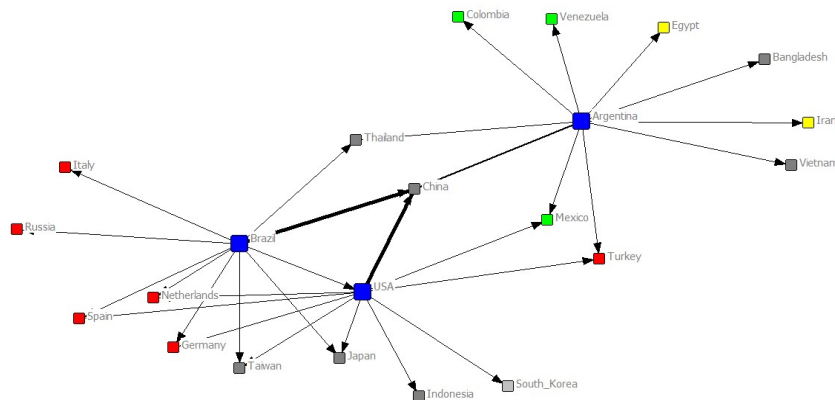 Colombia
Venezuela
Egypt
Bangladesh
Argentina
Iran
Thailand
Vietnam
Italy
China
Mexico
Russia
Brazil
Turkey
USA
Netherlands
Spain
Germany
Japan
Taiwan
South_Korea
Indonesia